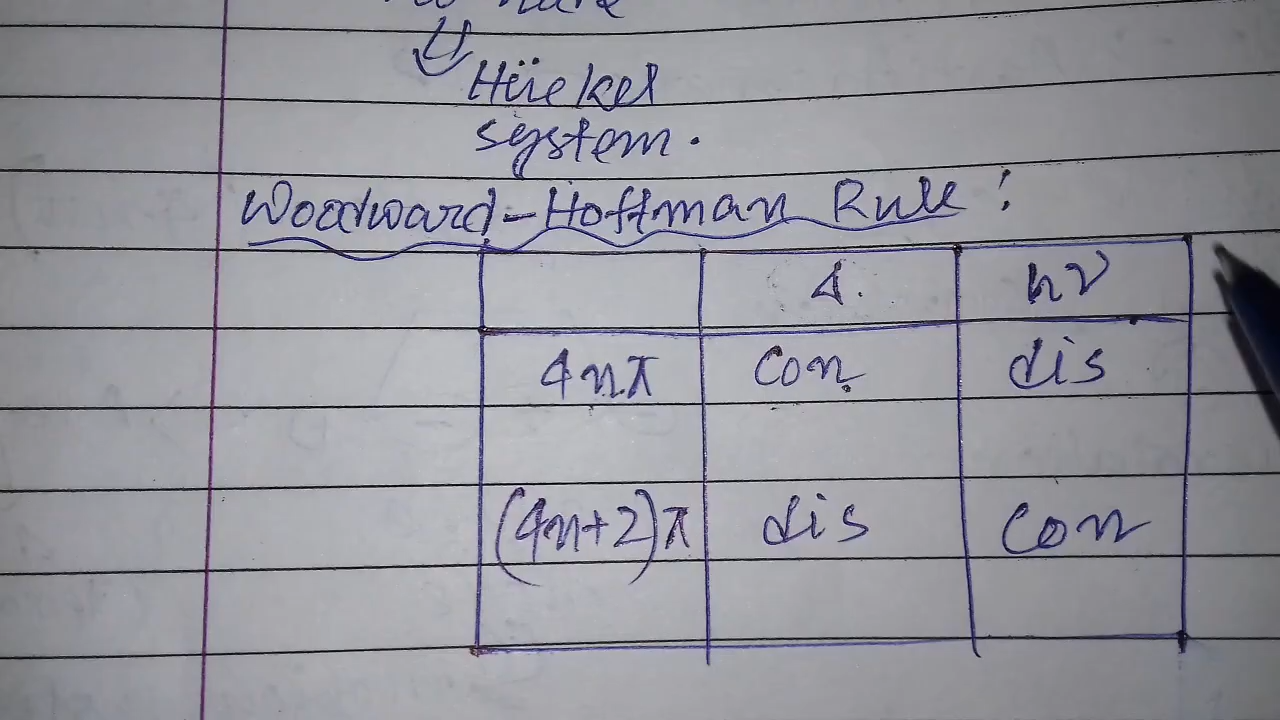 Hückel
system.
Woodward-Hoffman Rule:
Δ. hν
4nπ con. dis
(4n+2)π dis con